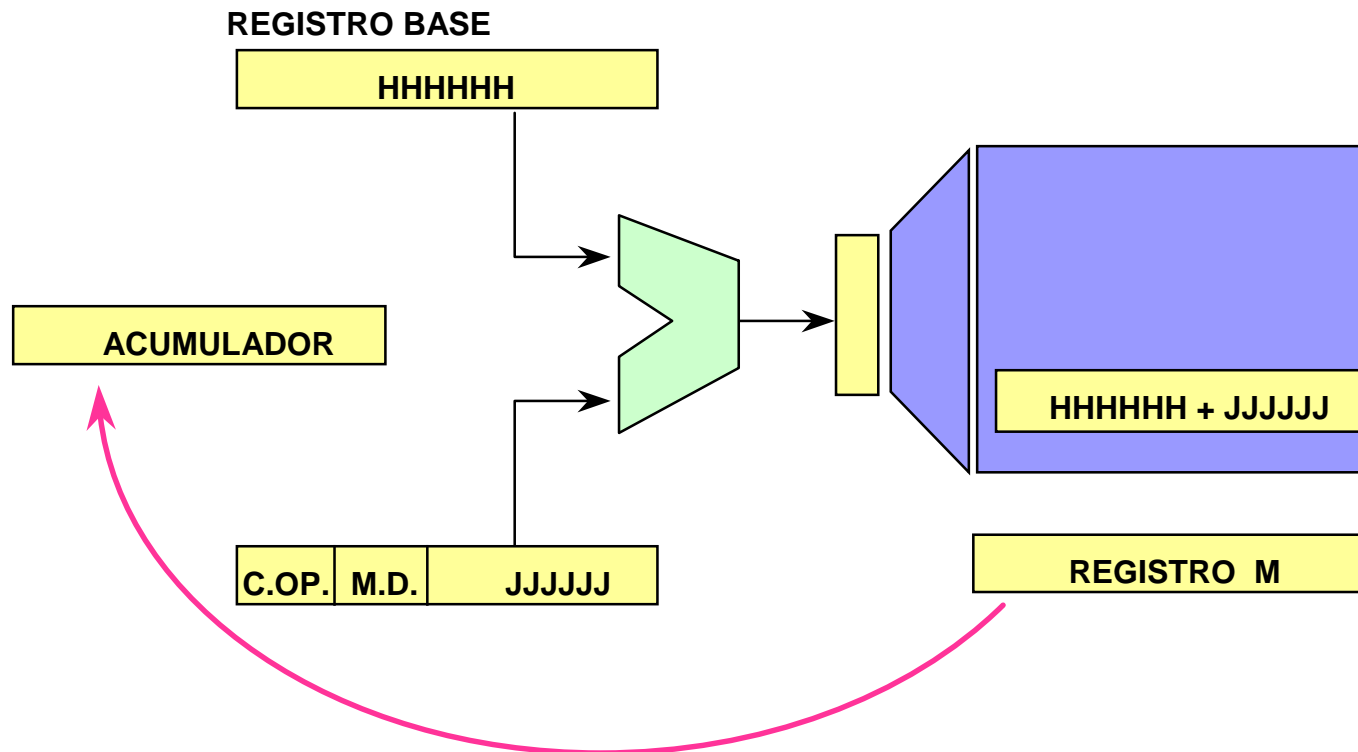 REGISTRO BASE
HHHHHH
ACUMULADOR
HHHHHH + JJJJJJ
C.OP. M.D. JJJJJJ
REGISTRO M